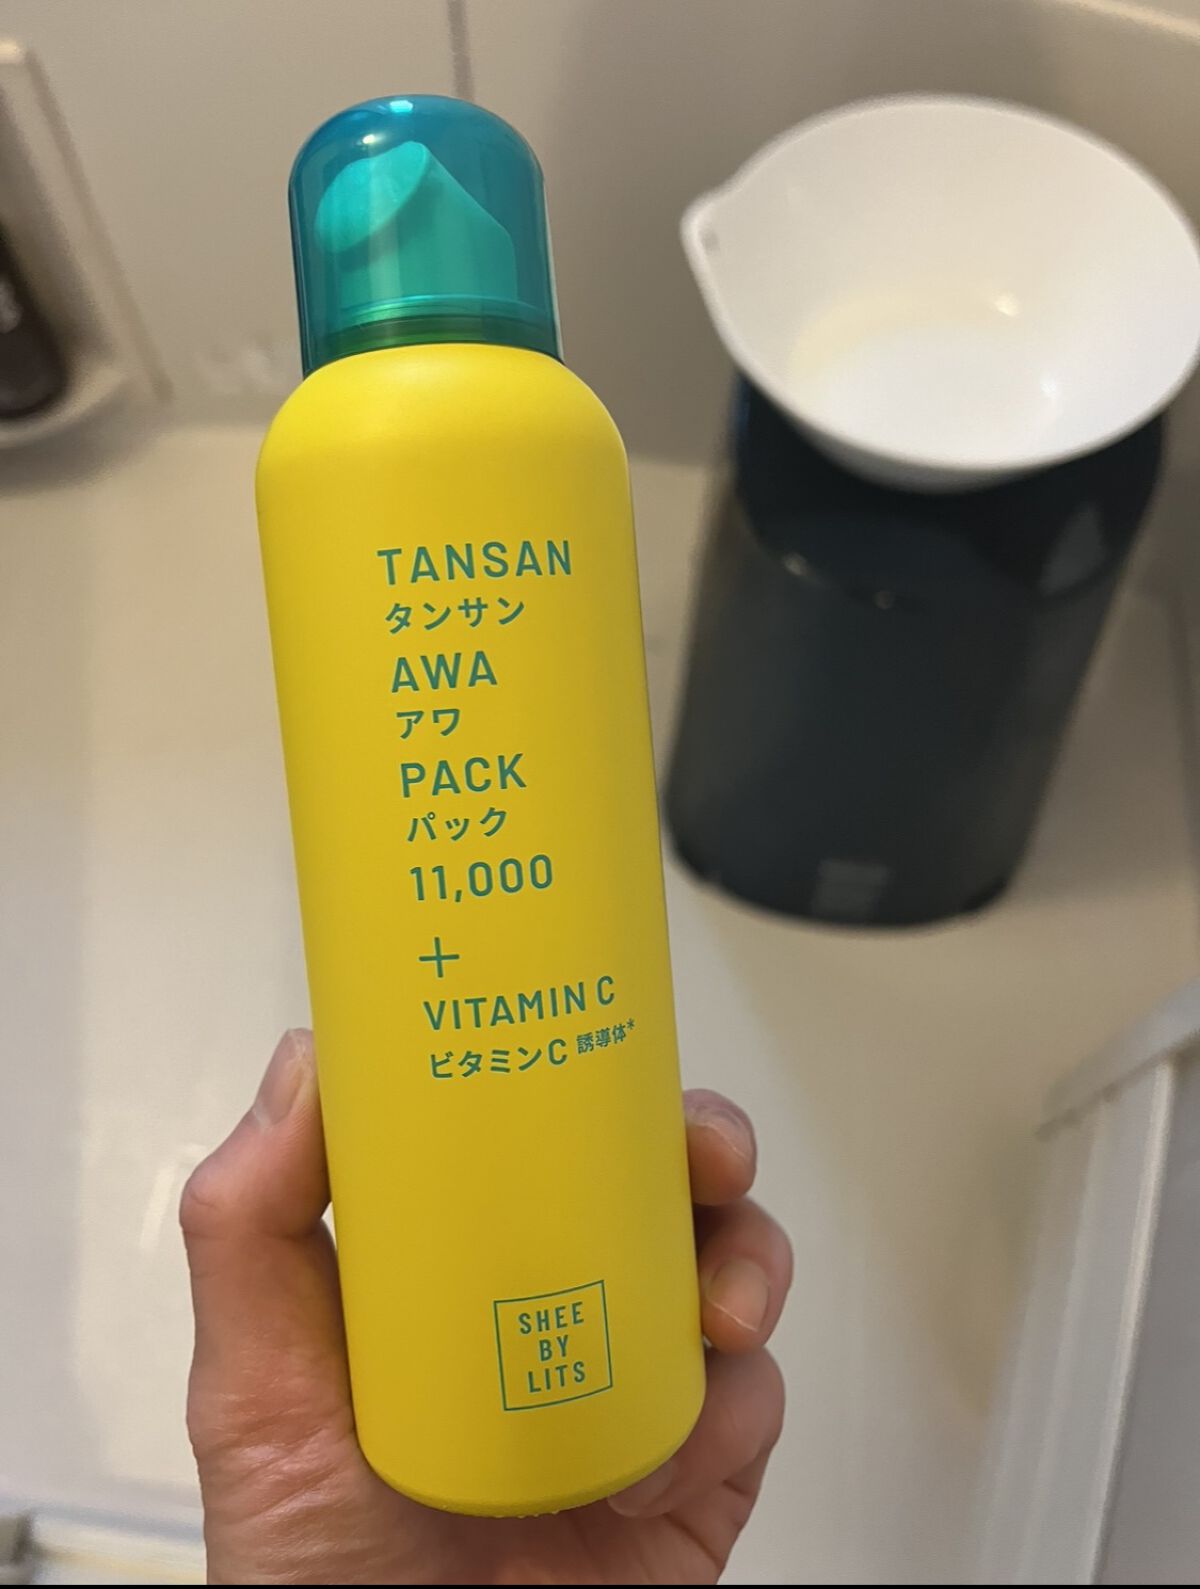 TANSAN
タンサン
AWA
アワ
PACK
パック
11,000
+
VITAMIN C
ビタミンC 誘導体*
SHEE
BY
LITS